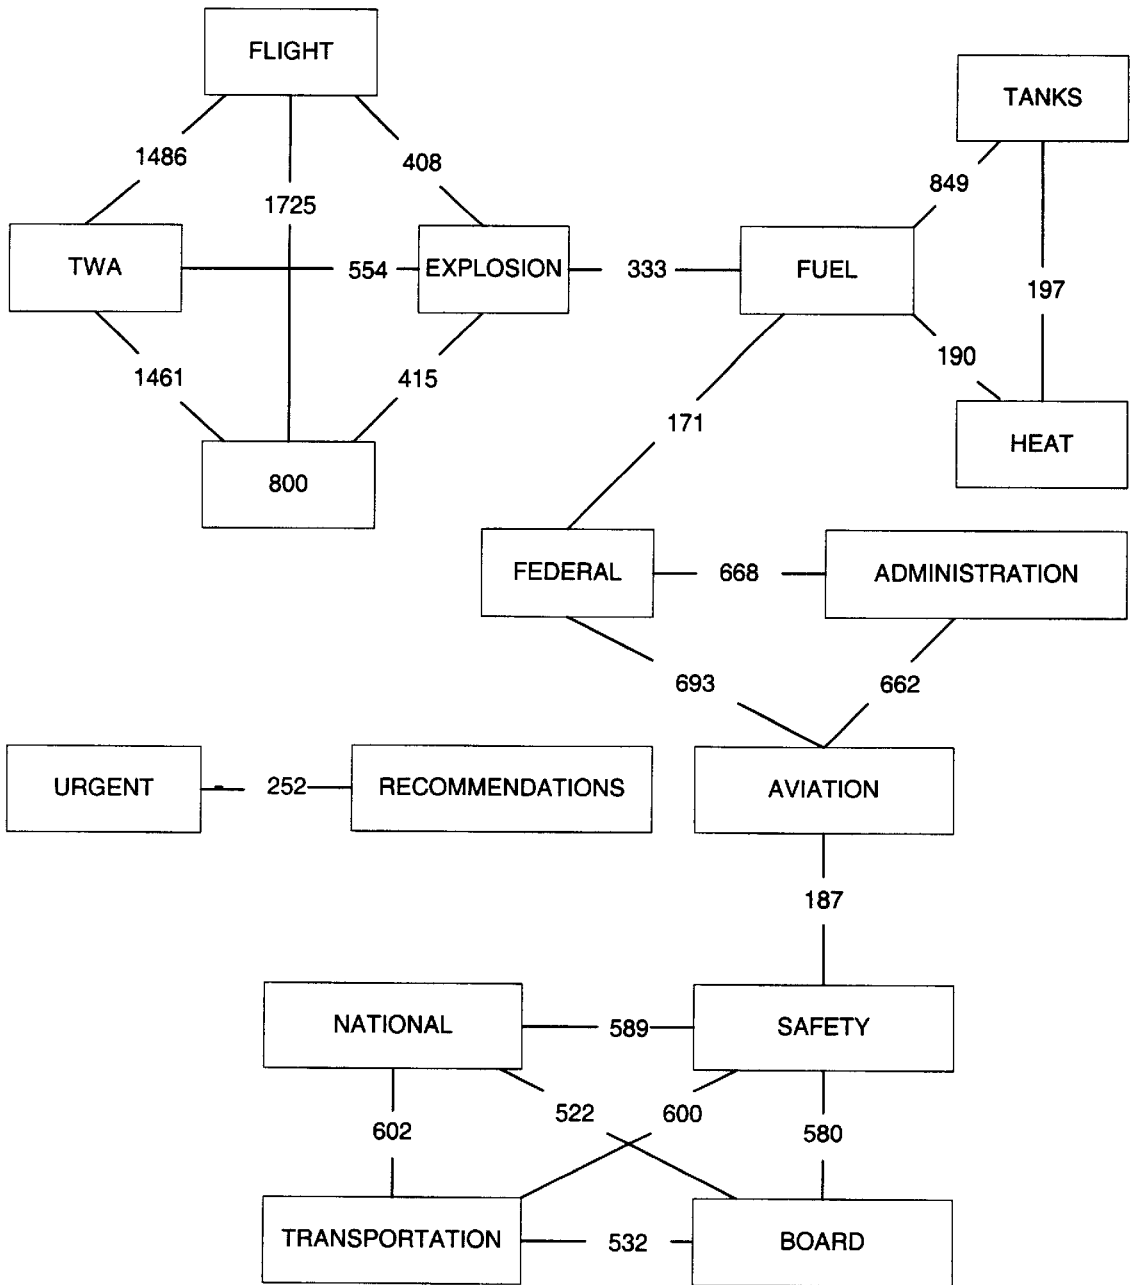 FLIGHT
TANKS
1486
408
849
1725
TWA
554
EXPLOSION
333
FUEL
197
190
1461
415
171
HEAT
800
FEDERAL
668
ADMINISTRATION
693
662
URGENT
252
RECOMMENDATIONS
AVIATION
187
NATIONAL
589
SAFETY
522
600
602
580
TRANSPORTATION
532
BOARD